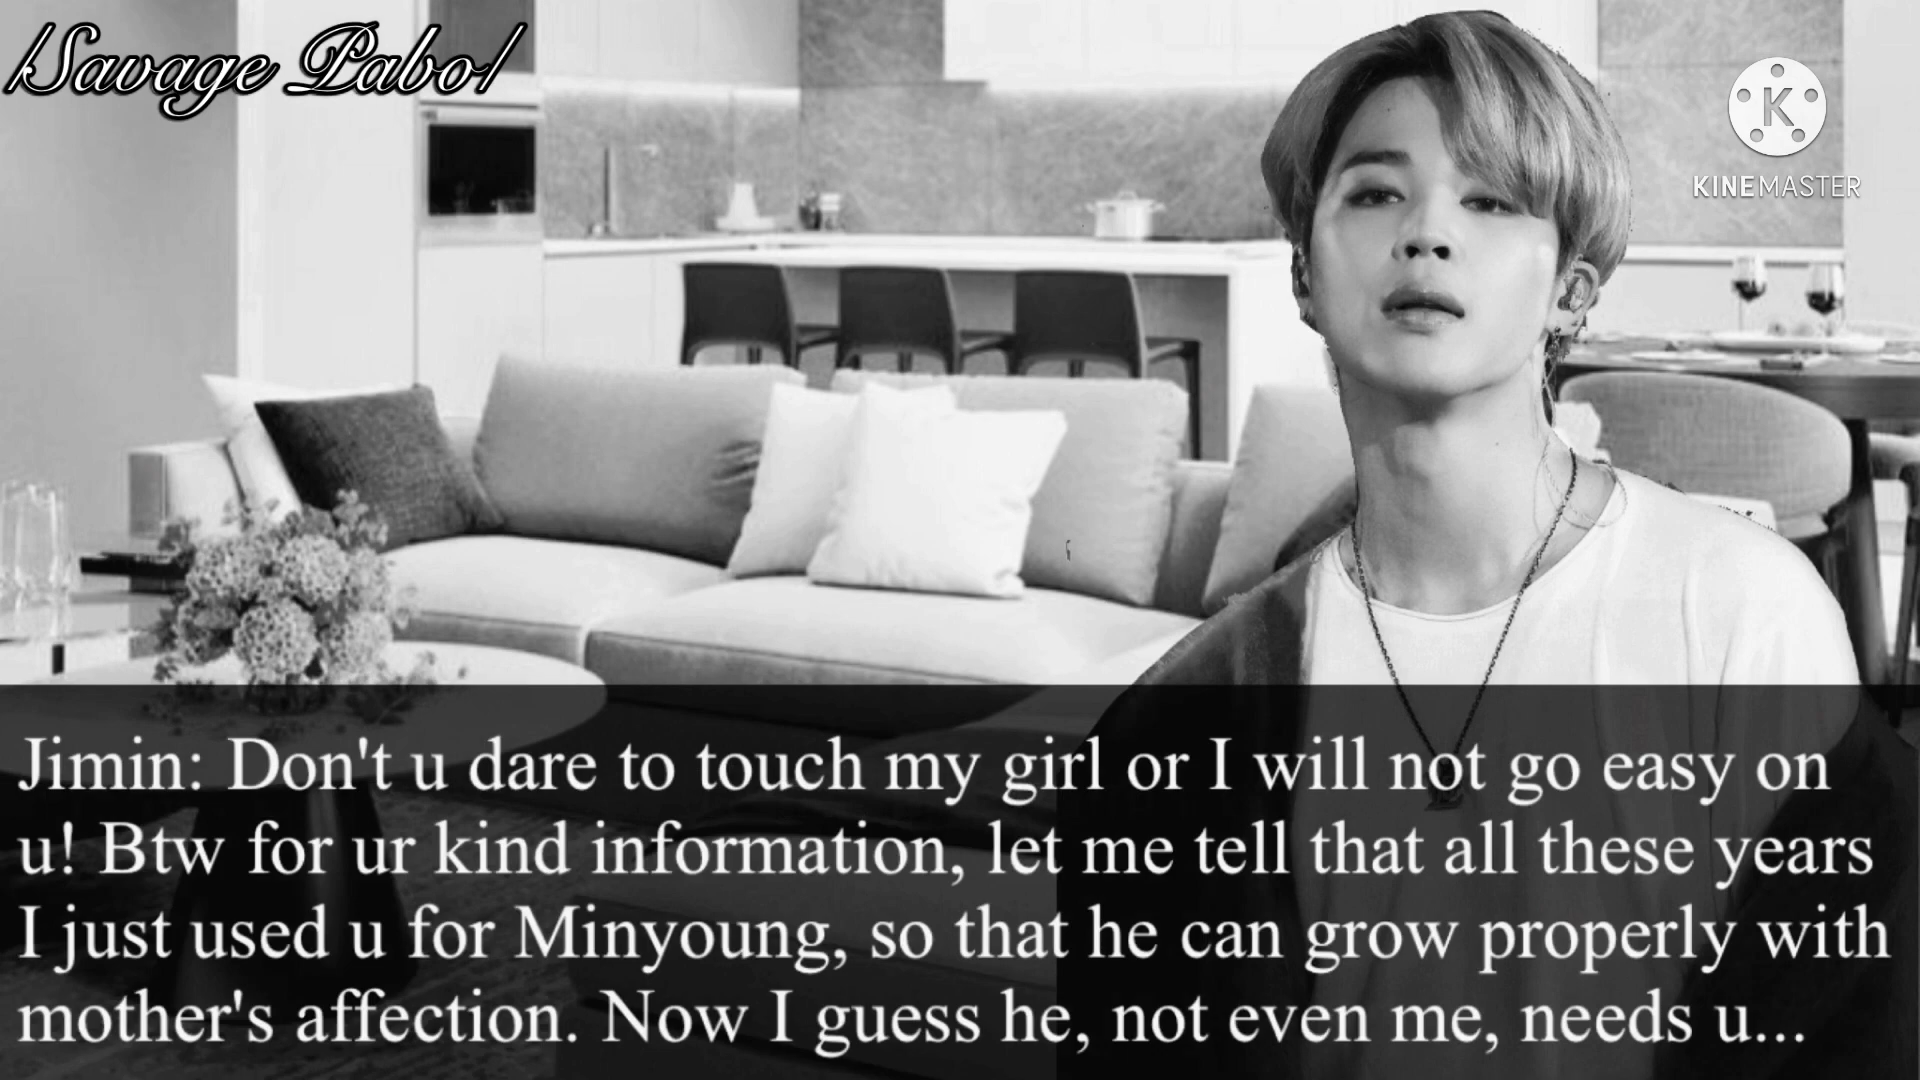 /Savage Pabo/
KINEMASTER
Jimin: Don't u dare to touch my girl or I will not go easy on
u! Btw for ur kind information, let me tell that all these years
I just used u for Minyoung, so that he can grow properly with
mother's affection. Now I guess he, not even me, needs u...